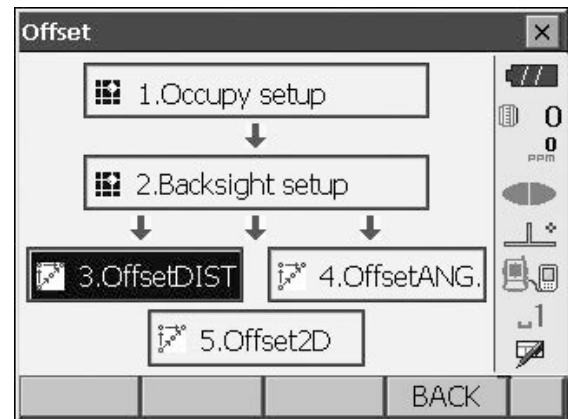 Offset
1.Occupy setup
2.Backsight setup
3.OffsetDIST
4.OffsetANG.
5.Offset2D
0
0
ppm
1
BACK